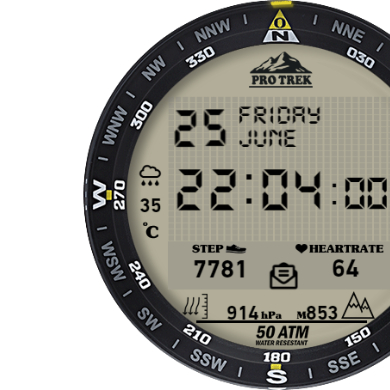 N
NNE
030
NNW
330
NW
300
WNW
W
270
WSW
240
SW
210
SSW
180
S
SSE
150
PRO TREK
25 FRIDAY
JUNE
22:04:00
35
°C
STEP HEARTRATE
7781 64
914 hPa M853
50 ATM
WATER RESISTANT